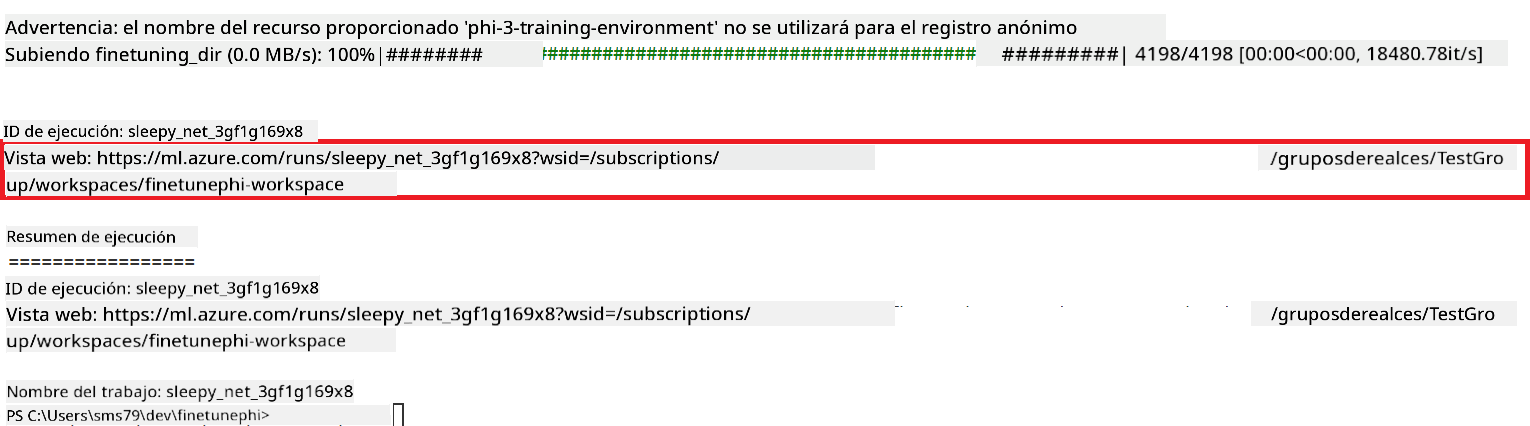 Advertencia: el nombre del recurso proporcionado 'phi-3-training-environment' no se utilizará para el registro anónimo
Subiendo finetuning_dir (0.0 MB/s): 100%|######## #################################### #########| 4198/4198 [00:00<00:00, 18480.78it/s]
ID de ejecución: sleepy_net_3gf1g169x8
Vista web: https://ml.azure.com/runs/sleepy_net_3gf1g169x8?wsid=/subscriptions/ /gruposderealces/TestGro
up/workspaces/finetunephi-workspace
Resumen de ejecución
=================
ID de ejecución: sleepy_net_3gf1g169x8
Vista web: https://ml.azure.com/runs/sleepy_net_3gf1g169x8?wsid=/subscriptions/ /gruposderealces/TestGro
up/workspaces/finetunephi-workspace
Nombre del trabajo: sleepy_net_3gf1g169x8
PS C:\Users\sms79\dev\finetunephi>